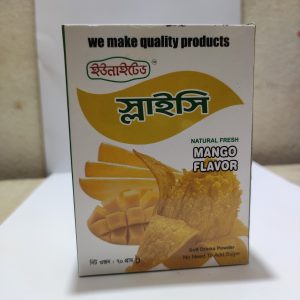 we make quality products
ইউনাইটেড
স্লাইসি
NATURAL FRESH
MANGO
FLAVOR
Soft Drinks Powder
No Need To Add Sugar